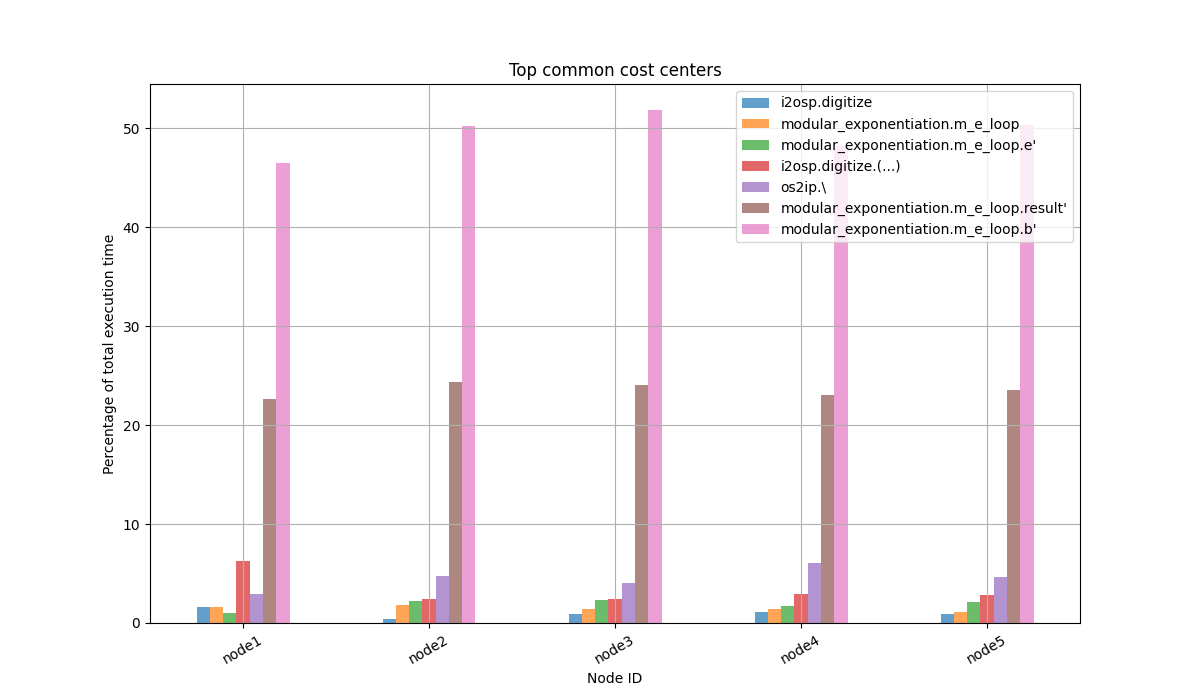 Top common cost centers
i2osp.digitize
modular_exponentiation.m_e_loop
modular_exponentiation.m_e_loop.e'
i2osp.digitize.(...)
os2ip.\
modular_exponentiation.m_e_loop.result'
modular_exponentiation.m_e_loop.b'
Percentage of total execution time
50
40
30
20
10
0
node1 node2 node3 node4 node5
Node ID